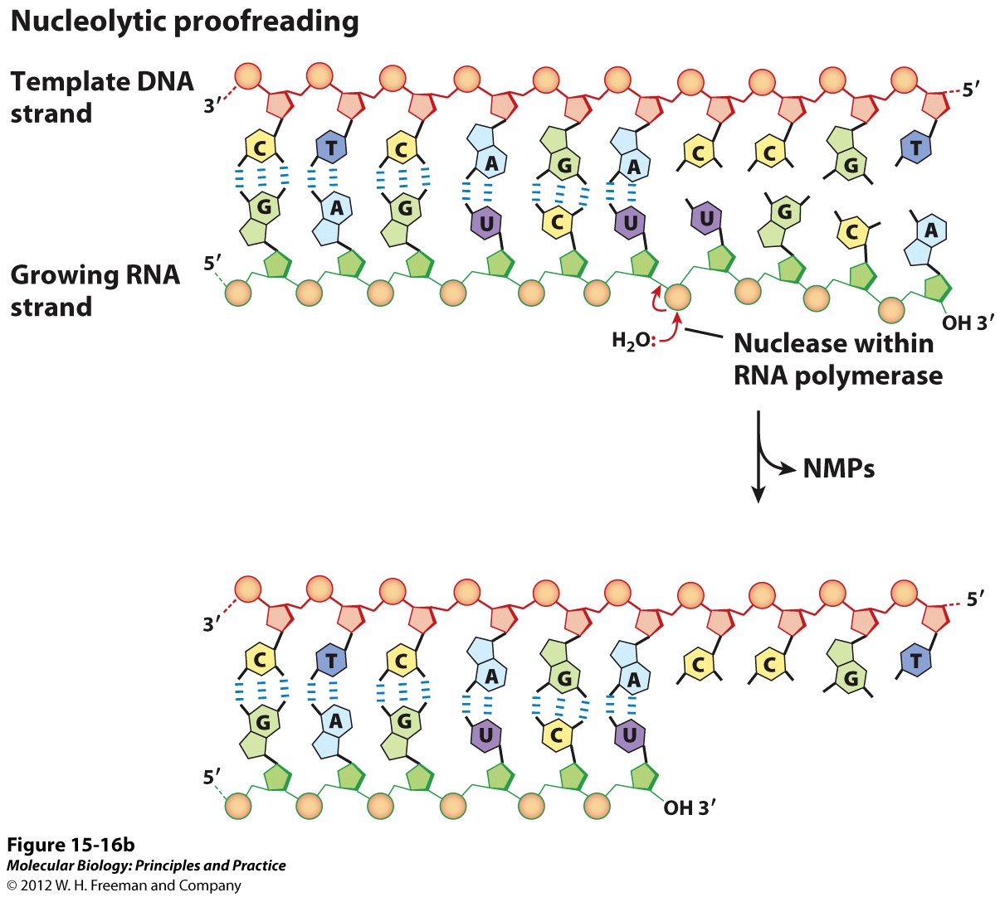 Nucleolytic proofreading
Template DNA
strand
3′
5′
C T C A G A C C G T
G A G U C U U G C A
5′
Growing RNA
strand
OH 3′
H₂O:
Nuclease within
RNA polymerase
NMPs
3′
5′
C T C A G A C C G T
G A G U C U
5′
OH 3′
Figure 15-16b
Molecular Biology: Principles and Practice
© 2012 W. H. Freeman and Company